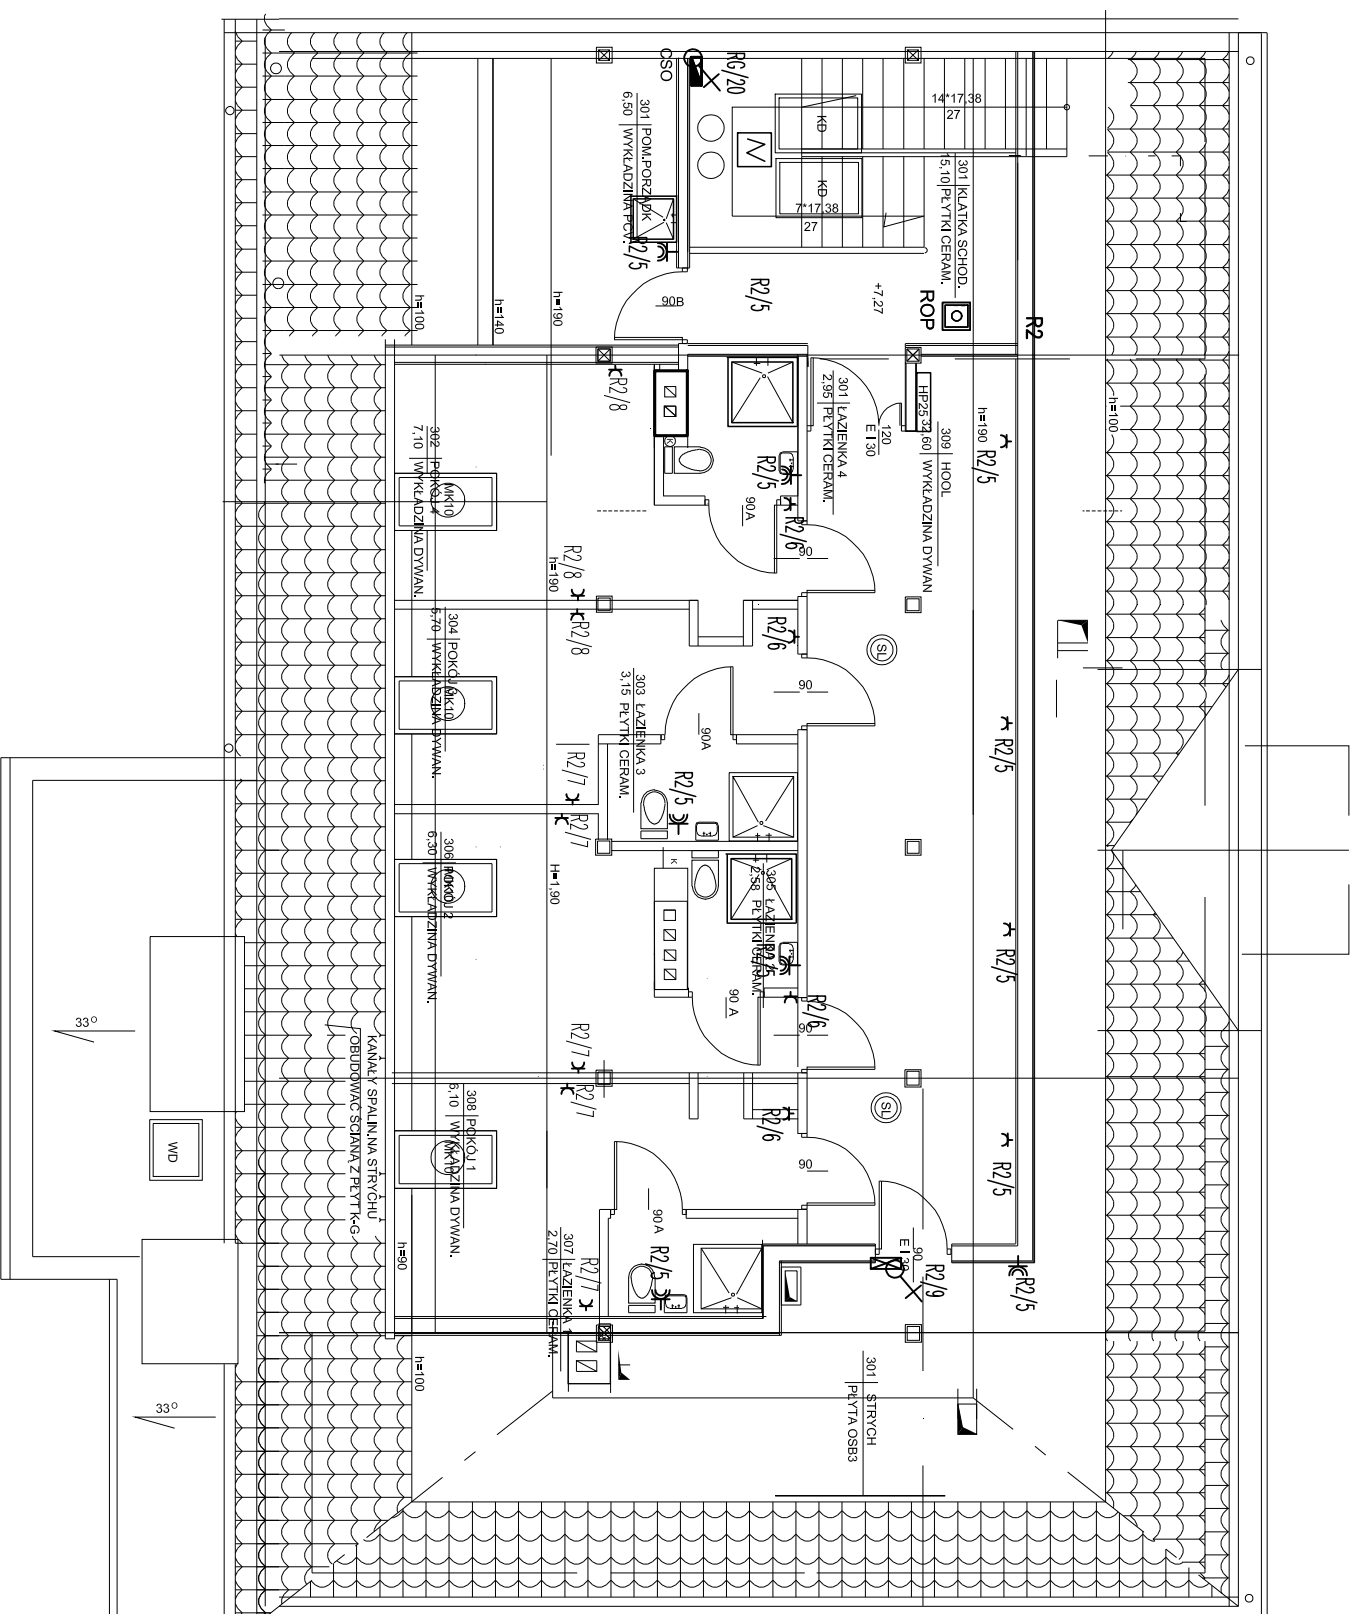 CSO
RG/20
301 POM.PORZĄDK
6,50 WYKŁADZINA PCV.
R2/5
KD
KD
14*17,38
27
7*17,38
27
301 KLATKA SCHOD.
15,10 PŁYTKI CERAM.
ROP
R2
90B
R2/5
+7,27
h=100
h=140
h=190
h=100
h=190
R2/8
301 ŁAZIENKA 4
2,95 PŁYTKI CERAM.
120
E I 30
HP25
309 HOOL
32,60 WYKŁADZINA DYWAN
R2/5
R2/5
90A
R2/6
90
302 POKÓJ 4
7,10 WYKŁADZINA DYWAN.
MK10
R2/8
h=190
R2/8
R2/6
SL
304 POKÓJ 3
5,70 WYKŁADZINA DYWAN.
MK10
303 ŁAZIENKA 3
3,15 PŁYTKI CERAM.
90A
90
R2/7
R2/5
R2/7
R2/5
K
306 POKÓJ 2
6,30 WYKŁADZINA DYWAN.
H=1,90
305 ŁAZIENKA
2,58 PŁYTKI CERAM.
R2/5
90 A
R2/6
90
R2/5
33°
KANAŁY SPALIN.NA STRYCHU
OBUDOWAĆ ŚCIANĄ Z PŁYT K-G
R2/7
R2/7
R2/6
SL
WD
308 POKÓJ 1
6,10 WYKŁADZINA DYWAN.
MK10
90
R2/5
90 A
307 ŁAZIENKA 1
2,70 PŁYTKI CERAM.
R2/7
R2/5
h=90
90
E I 30
R2/9
R2/5
h=100
33°
301 STRYCH
PŁYTA OSB3